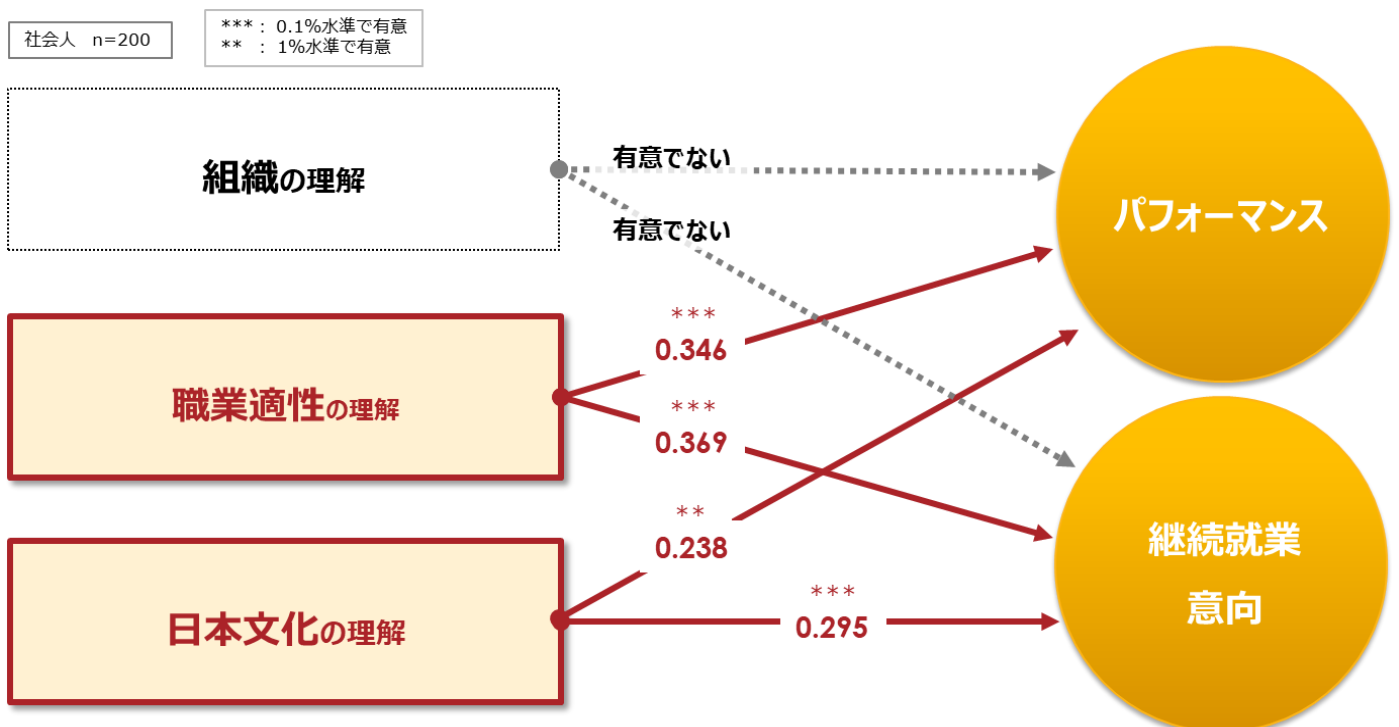 社会人 n=200
***: 0.1%水準で有意
** : 1%水準で有意
組織の理解
有意でない
有意でない
パフォーマンス
職業適性の理解
***
0.346
***
0.369
日本文化の理解
**
0.238
***
0.295
継続就業
意向